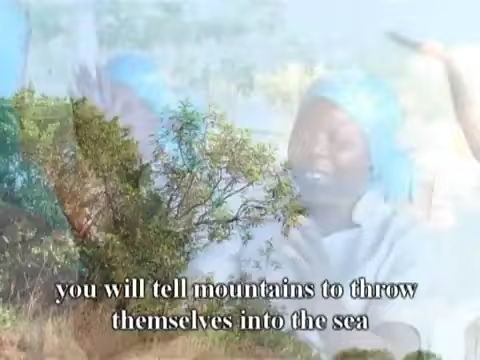 you will tell mountains to throw
themselves into the sea